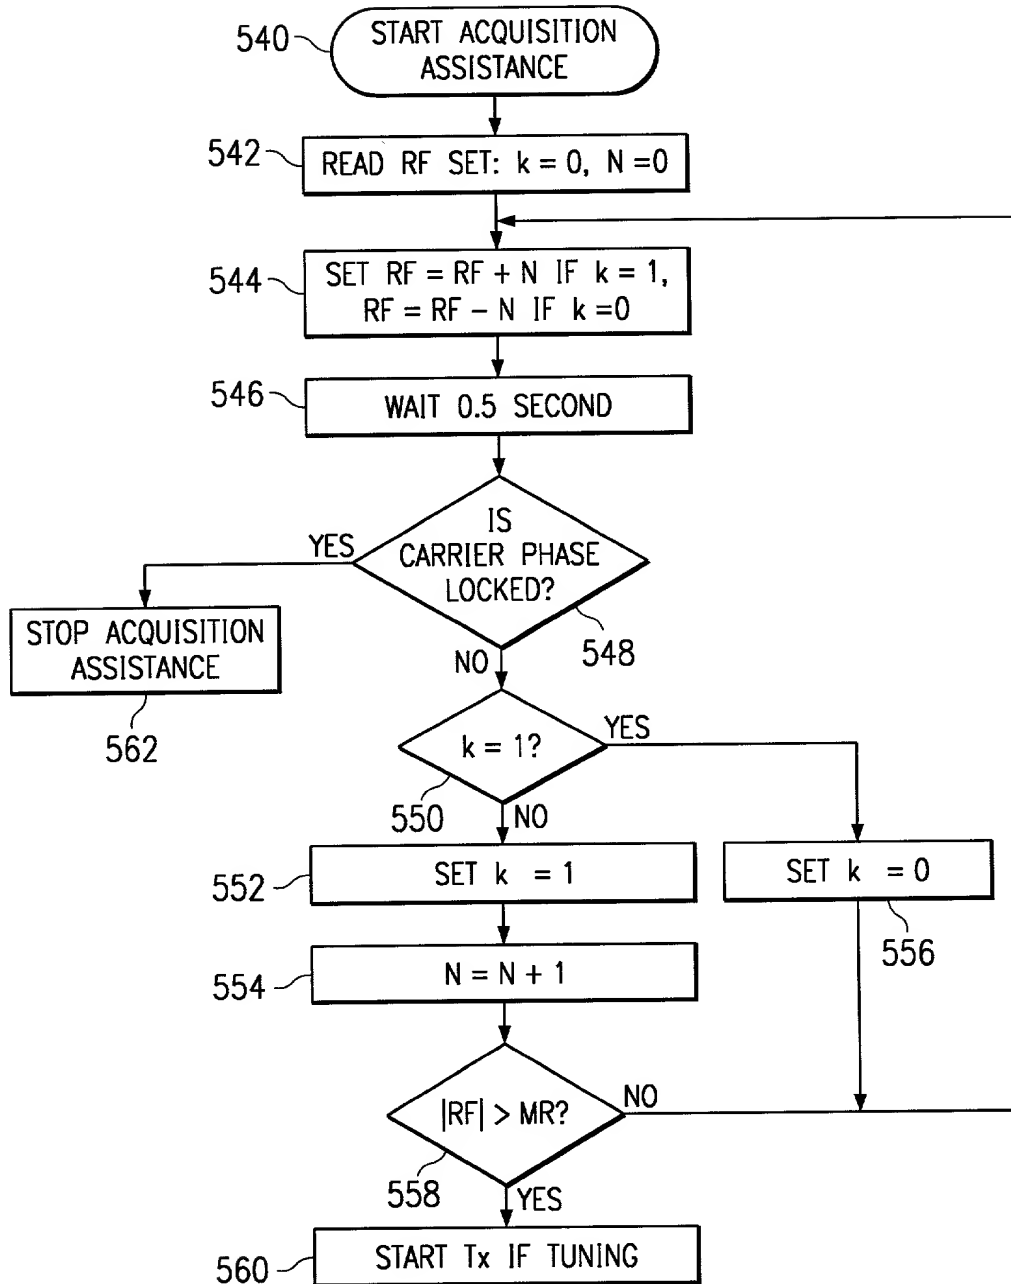 540
START ACQUISITION
ASSISTANCE
542
READ RF SET: k = 0, N =0
544
SET RF = RF + N IF k = 1,
RF = RF – N IF k =0
546
WAIT 0.5 SECOND
IS
CARRIER PHASE
LOCKED?
YES
548
NO
STOP ACQUISITION
ASSISTANCE
562
k = 1?
YES
550
NO
552
SET k = 1
SET k = 0
556
554
N = N + 1
|RF| > MR?
NO
558
YES
560
START Tx IF TUNING